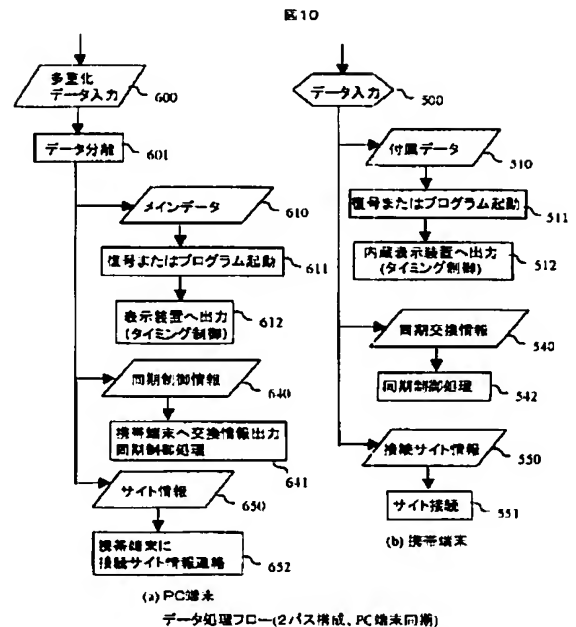 図10
多重化
データ入力
600
データ分離
601
メインデータ
610
復号またはプログラム起動
611
表示装置へ出力
(タイミング制御)
612
同期制御情報
640
携帯端末へ交換情報出力
同期制御処理
641
サイト情報
650
携帯端末に
接続サイト情報連絡
652
(a) PC端末
データ入力
500
付属データ
510
復号またはプログラム起動
511
内蔵表示装置へ出力
(タイミング制御)
512
同期交換情報
540
同期制御処理
542
接続サイト情報
550
サイト接続
551
(b) 携帯端末
データ処理フロー(2パス構成、PC端末同期)